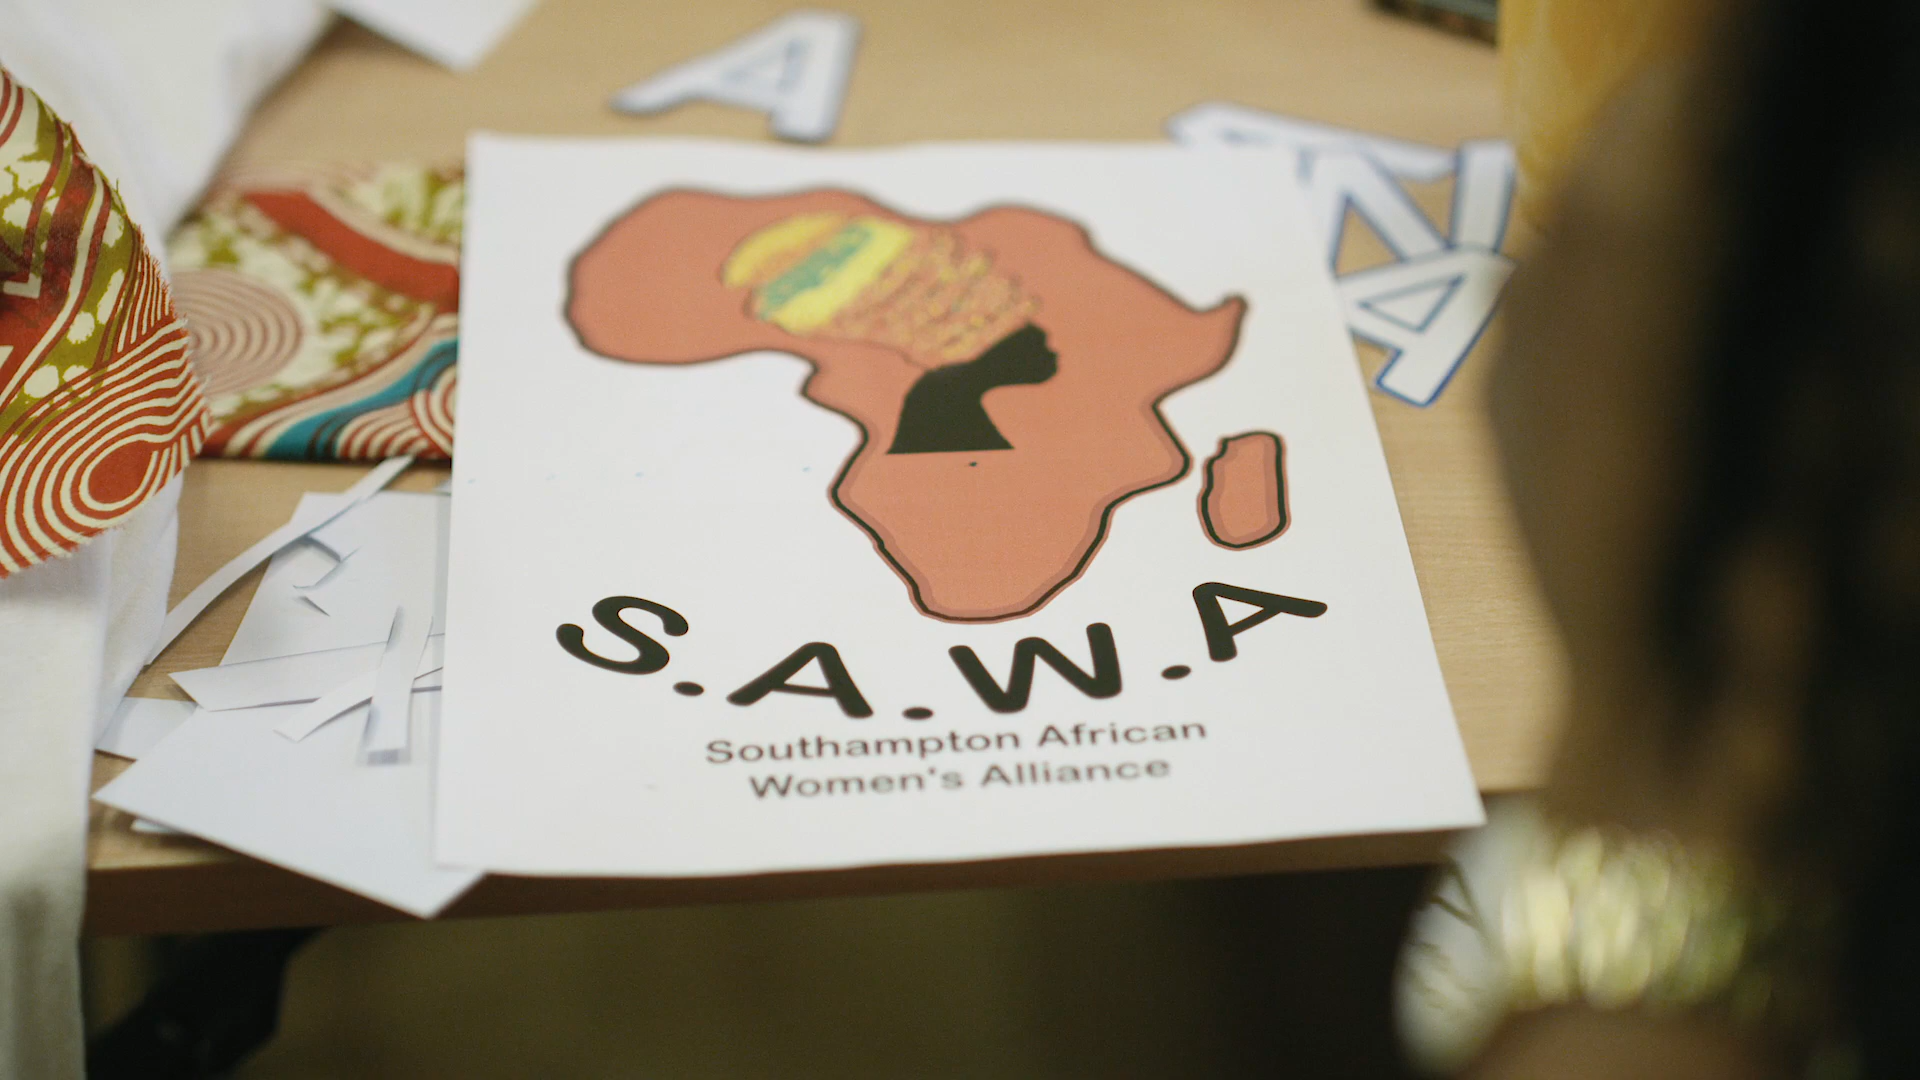 A
N
A
S.A.W.A
Southampton African
Women's Alliance